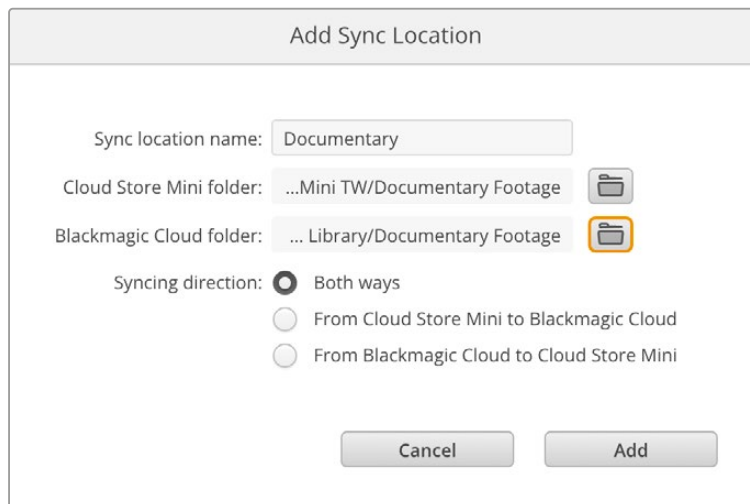 Add Sync Location
Sync location name: Documentary
Cloud Store Mini folder: ...Mini TW/Documentary Footage
Blackmagic Cloud folder: ... Library/Documentary Footage
Syncing direction: Both ways
From Cloud Store Mini to Blackmagic Cloud
From Blackmagic Cloud to Cloud Store Mini
Cancel Add